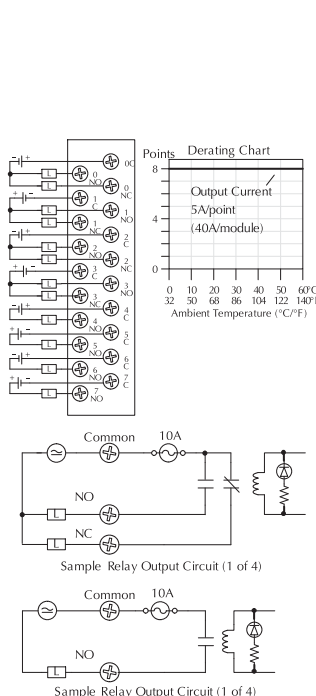 0C
0
NO
0
NC
1
C
1
NO
1
NC
2
C
2
NO
2
NC
3
C
3
NO
3
NC
4
C
4
NO
5
C
5
NO
6
C
6
NO
7
C
7
NO
L
L
L
L
L
L
L
L
L
L
L
L
Points Derating Chart
8
Output Current
5A/point
4
(40A/module)
0
0 10 20 30 40 50 60°C
32 50 68 86 104 122 140°F
Ambient Temperature (°C/°F)
Common 10A
NO
L
NC
L
Sample Relay Output Circuit (1 of 4)
Common 10A
NO
L
Sample Relay Output Circuit (1 of 4)